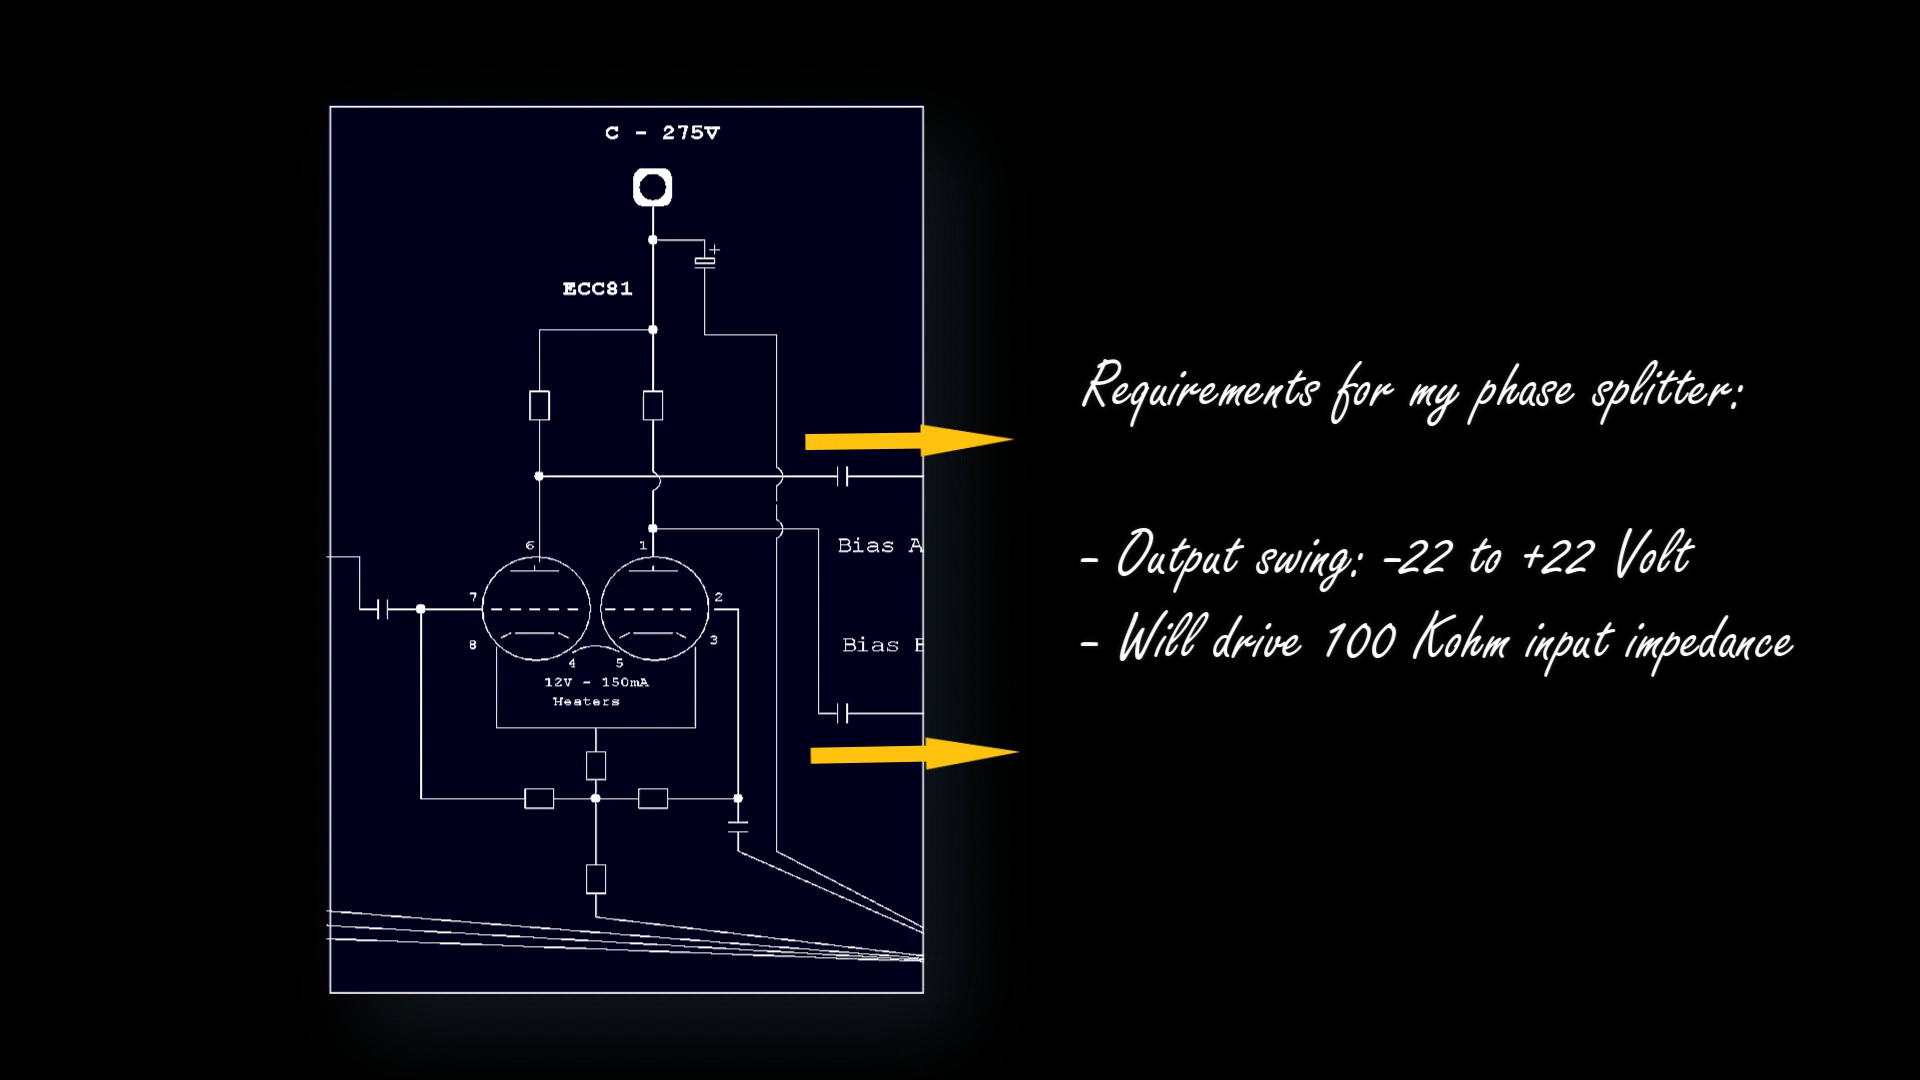 C - 275V
+
ECC81
Requirements for my phase splitter:
- Output swing: -22 to +22 Volt
- Will drive 100 Kohm input impedance
6 1
Bias A
7 2
8 3
4 5
Bias
12V - 150mA
Heaters